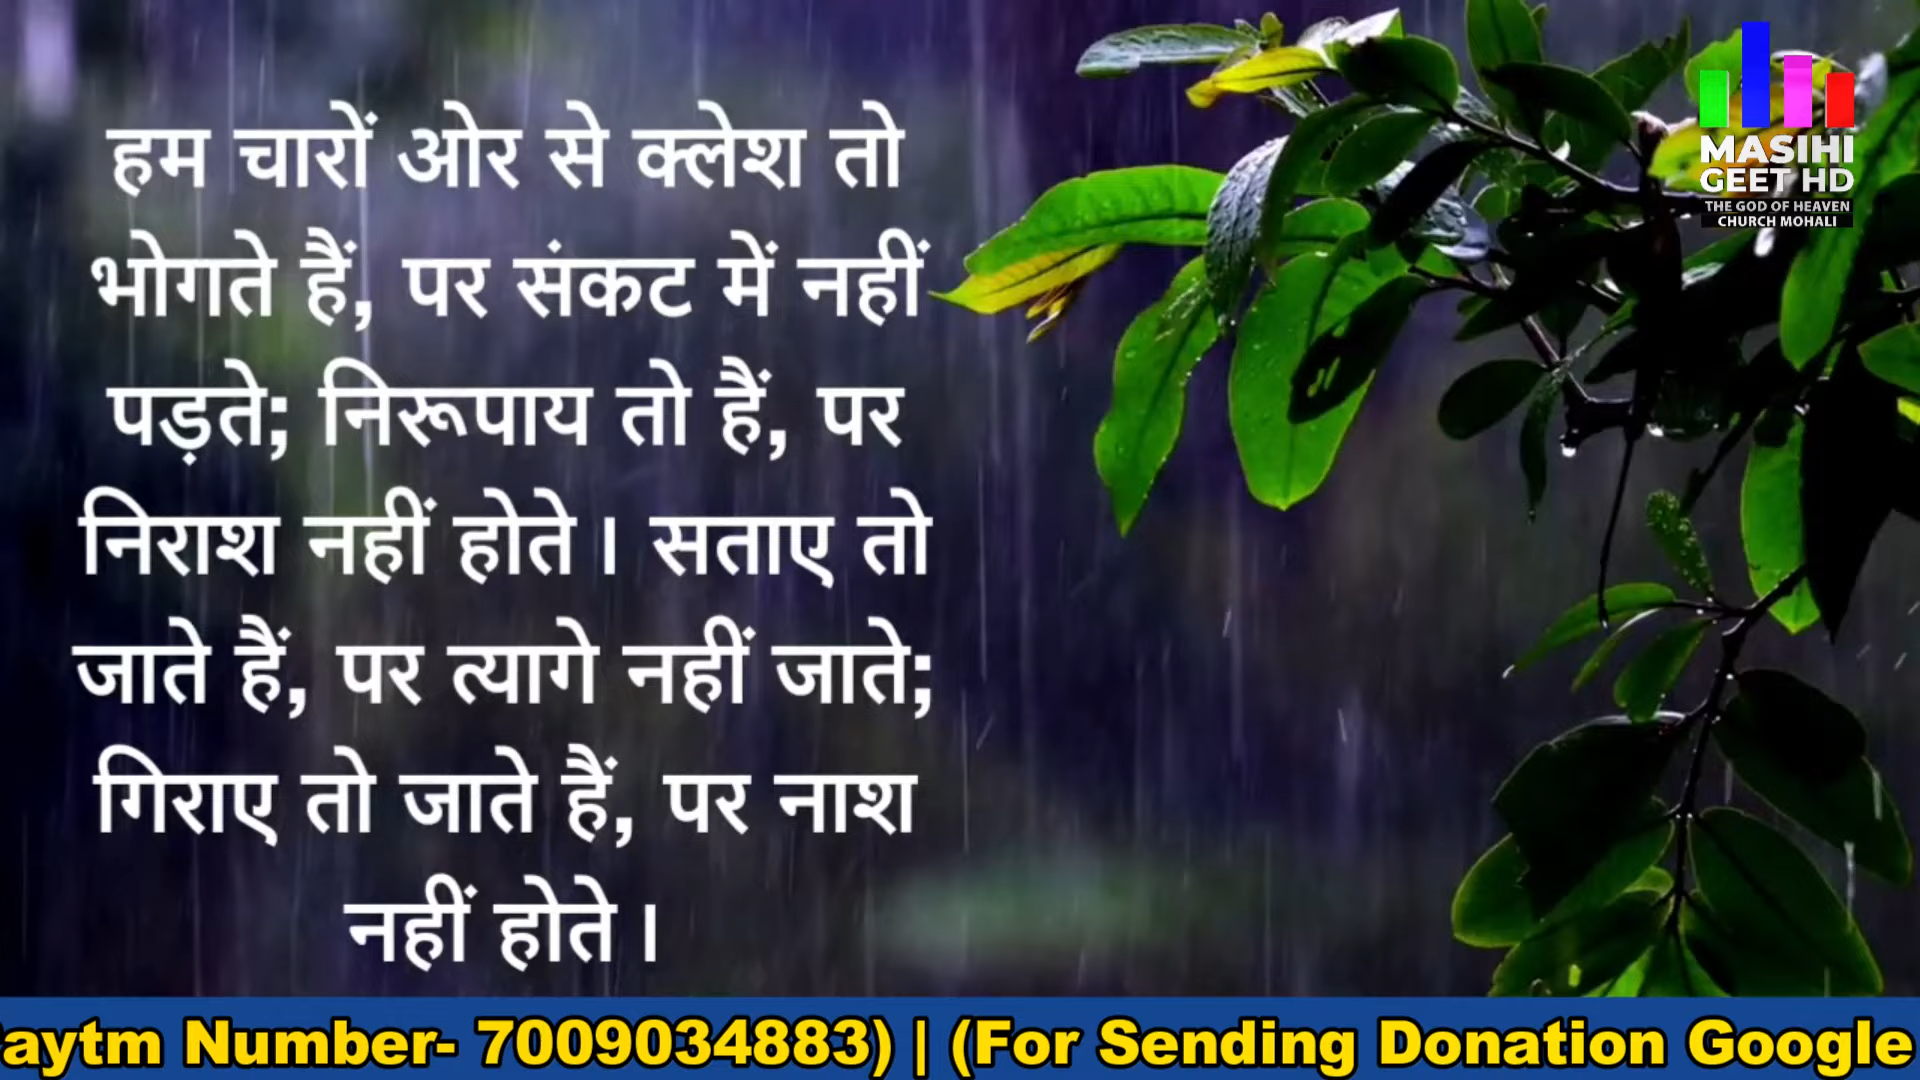 हम चारों ओर से क्लेश तो
भोगते हैं, पर संकट में नहीं
पड़ते; निरूपाय तो हैं, पर
निराश नहीं होते। सताए तो
जाते हैं, पर त्यागे नहीं जाते;
गिराए तो जाते हैं, पर नाश
नहीं होते।
MASIHI
GEET HD
THE GOD OF HEAVEN
CHURCH MOHALI
aytm Number- 7009034883) | (For Sending Donation Google